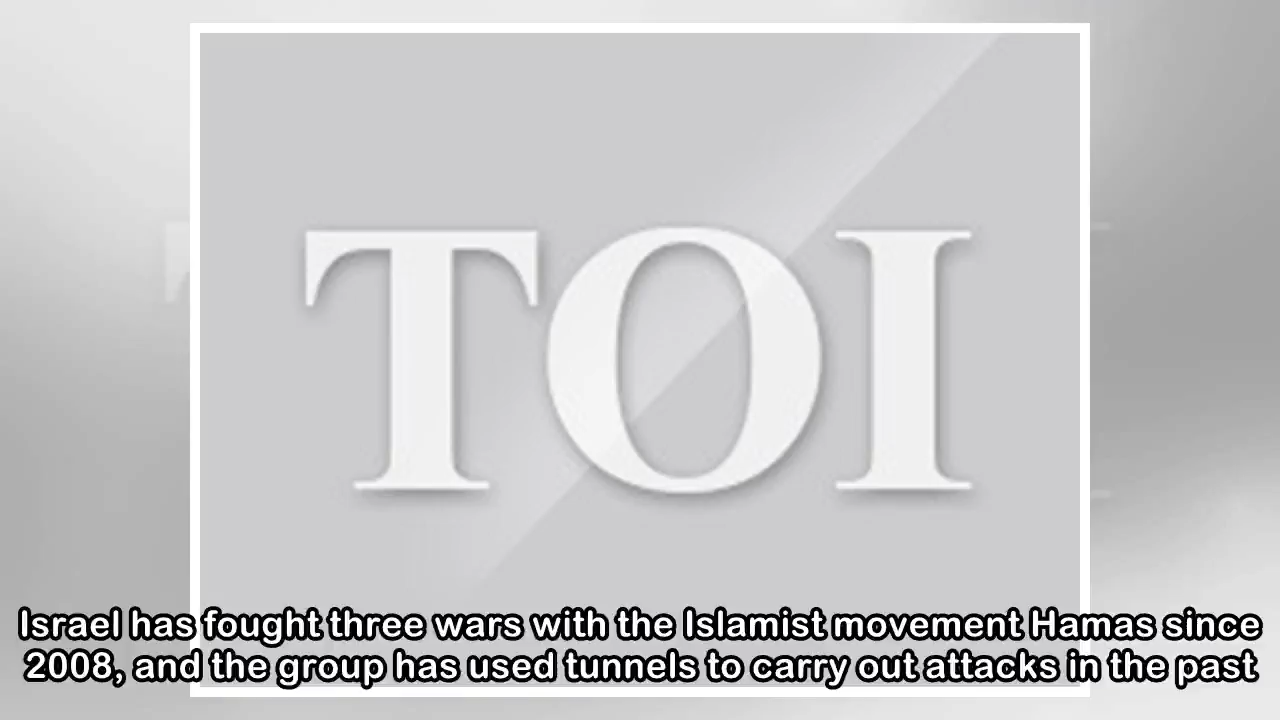 TOI
Israel has fought three wars with the Islamist movement Hamas since
2008, and the group has used tunnels to carry out attacks in the past